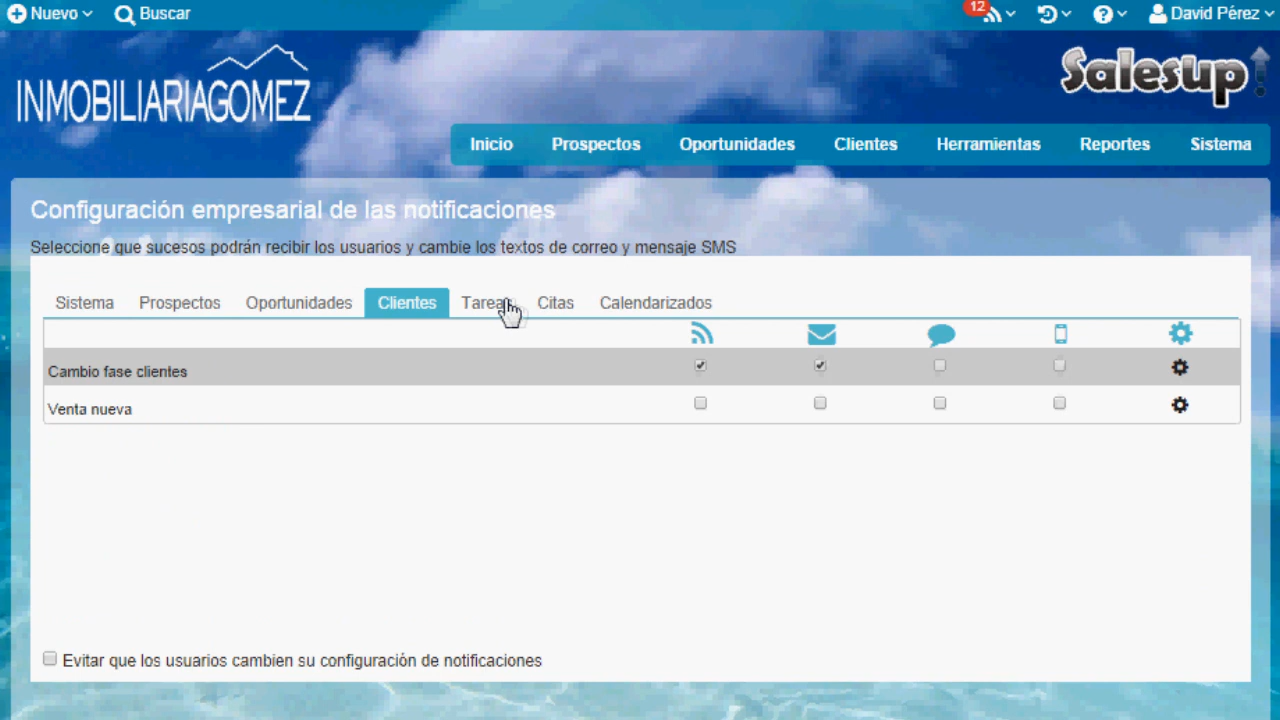 Nuevo
Buscar
12
David Pérez
INMOBILIARIAGOMEZ
Salesup!
Inicio Prospectos Oportunidades Clientes Herramientas Reportes Sistema
Configuración empresarial de las notificaciones
Seleccione que sucesos podrán recibir los usuarios y cambie los textos de correo y mensaje SMS
Sistema Prospectos Oportunidades Clientes Tareas Citas Calendarizados
Cambio fase clientes
Venta nueva
Evitar que los usuarios cambien su configuración de notificaciones